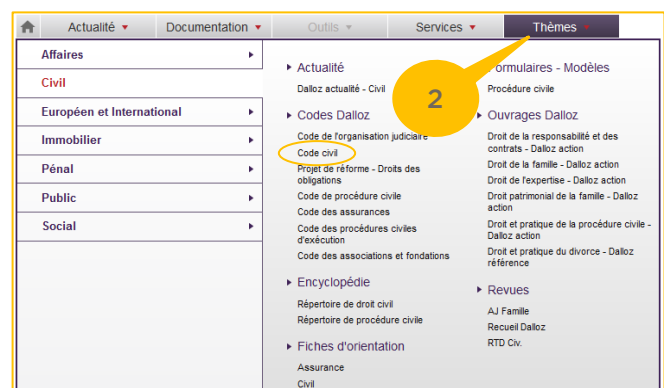 Actualité
Documentation
Outils
Services
Thèmes
Affaires
Civil
Européen et International
Immobilier
Pénal
Public
Social
Actualité
Dalloz actualité - Civil
Codes Dalloz
Code de l'organisation judiciaire
Code civil
Projet de réforme - Droits des
obligations
Code de procédure civile
Code des assurances
Code des procédures civiles
d'exécution
Code des associations et fondations
Encyclopédie
Répertoire de droit civil
Répertoire de procédure civile
Fiches d'orientation
Assurance
Civil
2
ormulaires - Modèles
Procédure civile
Ouvrages Dalloz
Droit de la responsabilité et des
contrats - Dalloz action
Droit de la famille - Dalloz action
Droit de l'expertise - Dalloz action
Droit patrimonial de la famille - Dalloz
action
Droit et pratique de la procédure civile -
Dalloz action
Droit et pratique du divorce - Dalloz
référence
Revues
AJ Famille
Recueil Dalloz
RTD Civ.